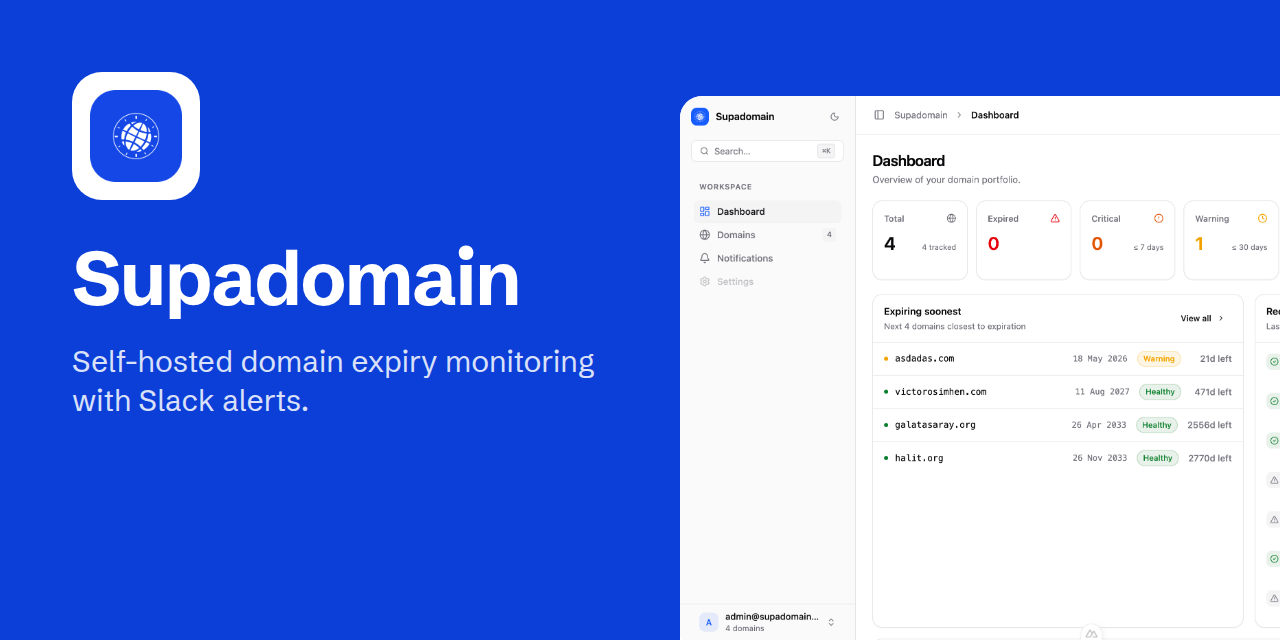 Supadomain
Self-hosted domain expiry monitoring
with Slack alerts.
Supadomain
Search...
⌘K
WORKSPACE
Dashboard
Domains
4
Notifications
Settings
A
admin@supadomain...
4 domains
Supadomain > Dashboard
Dashboard
Overview of your domain portfolio.
Total
4
4 tracked
Expired
0
Critical
0
≤ 7 days
Warning
1
≤ 30 days
Expiring soonest
Next 4 domains closest to expiration
View all >
asdadas.com 18 May 2026 Warning 21d left
victorosimhen.com 11 Aug 2027 Healthy 471d left
galatasaray.org 26 Apr 2033 Healthy 2556d left
halit.org 26 Nov 2033 Healthy 2770d left